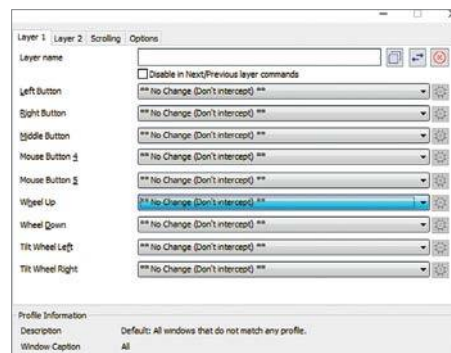 Layer 1 Layer 2 Scrolling Options
Layer name
Disable in Next/Previous layer commands
Left Button ** No Change (Don't intercept) **
Right Button ** No Change (Don't intercept) **
Middle Button ** No Change (Don't intercept) **
Mouse Button 4 ** No Change (Don't intercept) **
Mouse Button 5 ** No Change (Don't intercept) **
Wheel Up ** No Change (Don't intercept) **
Wheel Down ** No Change (Don't intercept) **
Tilt Wheel Left ** No Change (Don't intercept) **
Tilt Wheel Right ** No Change (Don't intercept) **
Profile Information
Description Default: All windows that do not match any profile.
Window Caption All